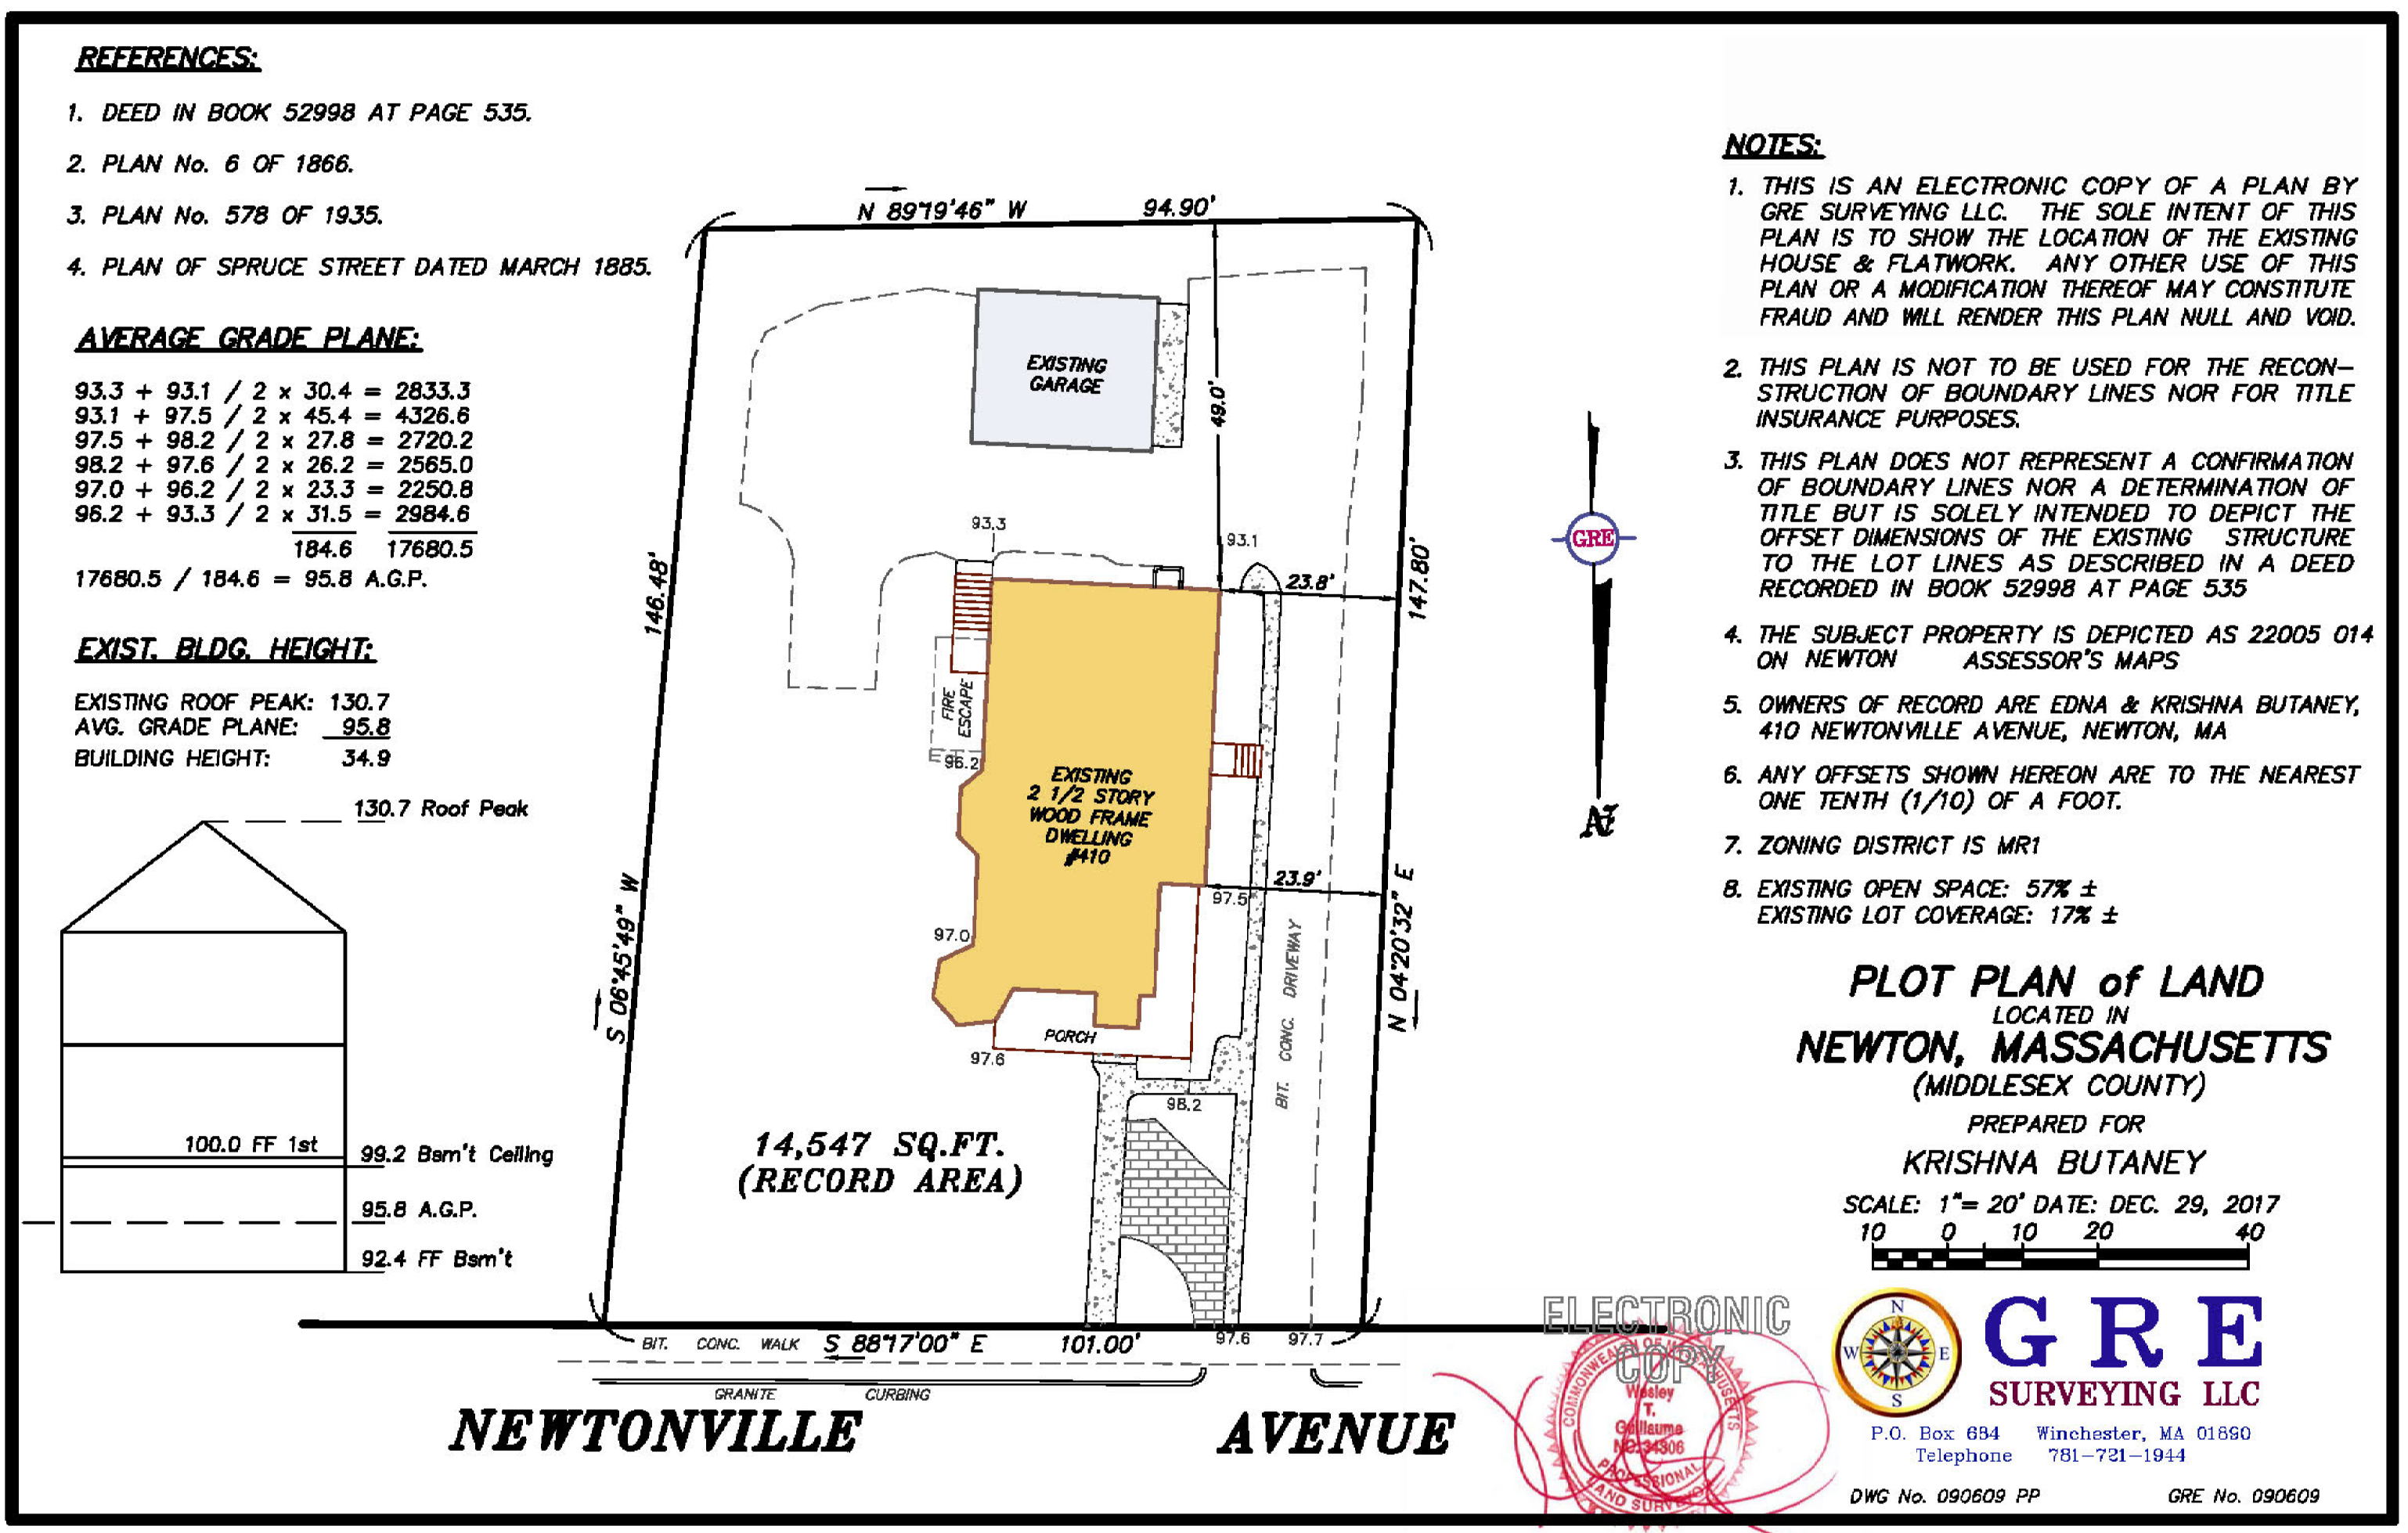 REFERENCES:
1. DEED IN BOOK 52998 AT PAGE 535.
2. PLAN No. 6 OF 1866.
3. PLAN No. 578 OF 1935.
4. PLAN OF SPRUCE STREET DATED MARCH 1885.
AVERAGE GRADE PLANE:
93.3 + 93.1 / 2 x 30.4 = 2833.3
93.1 + 97.5 / 2 x 45.4 = 4326.6
97.5 + 98.2 / 2 x 27.8 = 2720.2
98.2 + 97.6 / 2 x 26.2 = 2565.0
97.0 + 96.2 / 2 x 23.3 = 2250.8
96.2 + 93.3 / 2 x 31.5 = 2984.6
184.6 17680.5
17680.5 / 184.6 = 95.8 A.G.P.
EXIST. BLDG. HEIGHT:
EXISTING ROOF PEAK: 130.7
AVG. GRADE PLANE: 95.8
BUILDING HEIGHT: 34.9
130.7 Roof Peak
100.0 FF 1st
99.2 Bsm't Ceiling
95.8 A.G.P.
92.4 FF Bsm't
N 89°19'46" W 94.90'
EXISTING
GARAGE
49.0'
93.3
93.1
23.8'
146.48'
147.80'
FIRE
ESCAPE
96.2
EXISTING
2 1/2 STORY
WOOD FRAME
DWELLING
#410
23.9'
97.5
97.0
S 06°45'49" W
N 04°20'32" E
BIT. CONC. DRIVEWAY
PORCH
97.6
98.2
14,547 SQ.FT.
(RECORD AREA)
BIT. CONC. WALK S 88°17'00" E 101.00'
97.6 97.7
GRANITE CURBING
NEWTONVILLE AVENUE
GRE
N
NOTES:
1. THIS IS AN ELECTRONIC COPY OF A PLAN BY
GRE SURVEYING LLC. THE SOLE INTENT OF THIS
PLAN IS TO SHOW THE LOCATION OF THE EXISTING
HOUSE & FLATWORK. ANY OTHER USE OF THIS
PLAN OR A MODIFICATION THEREOF MAY CONSTITUTE
FRAUD AND WILL RENDER THIS PLAN NULL AND VOID.
2. THIS PLAN IS NOT TO BE USED FOR THE RECON-
STRUCTION OF BOUNDARY LINES NOR FOR TITLE
INSURANCE PURPOSES.
3. THIS PLAN DOES NOT REPRESENT A CONFIRMATION
OF BOUNDARY LINES NOR A DETERMINATION OF
TITLE BUT IS SOLELY INTENDED TO DEPICT THE
OFFSET DIMENSIONS OF THE EXISTING STRUCTURE
TO THE LOT LINES AS DESCRIBED IN A DEED
RECORDED IN BOOK 52998 AT PAGE 535
4. THE SUBJECT PROPERTY IS DEPICTED AS 22005 014
ON NEWTON ASSESSOR'S MAPS
5. OWNERS OF RECORD ARE EDNA & KRISHNA BUTANEY,
410 NEWTONVILLE AVENUE, NEWTON, MA
6. ANY OFFSETS SHOWN HEREON ARE TO THE NEAREST
ONE TENTH (1/10) OF A FOOT.
7. ZONING DISTRICT IS MR1
8. EXISTING OPEN SPACE: 57% ±
EXISTING LOT COVERAGE: 17% ±
PLOT PLAN of LAND
LOCATED IN
NEWTON, MASSACHUSETTS
(MIDDLESEX COUNTY)
PREPARED FOR
KRISHNA BUTANEY
SCALE: 1"= 20' DATE: DEC. 29, 2017
10 0 10 20 40
ELECTRONIC
COPY
COMMONWEALTH OF MASSACHUSETTS
Wesley
T.
Guillaume
NO. 34306
PROFESSIONAL
LAND SURVEYOR
N
W E
S
GRE
SURVEYING LLC
P.O. Box 684 Winchester, MA 01890
Telephone 781-721-1944
DWG No. 090609 PP GRE No. 090609